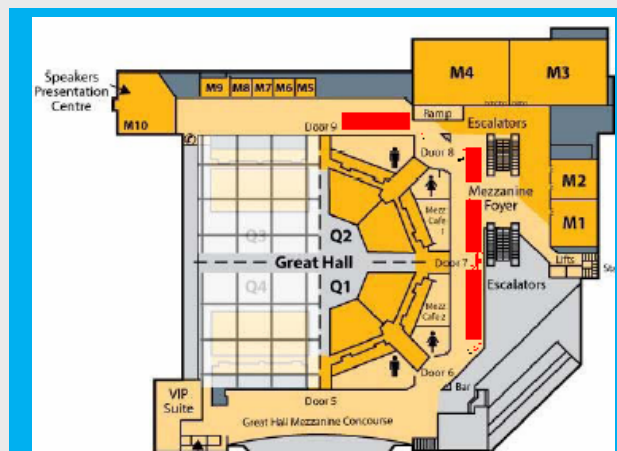 Speakers
Presentation
Centre
M10
M9
M8
M7
M6
M5
M4
M3
Ramp
Escalators
Door 9
Door 8
M2
M1
Mezzanine
Foyer
Mezz
Cafe
1
Q3
Q2
Great Hall
Door 7
Lifts
Q4
Q1
Escalators
Mezz
Cafe 2
Door 6
Bar
VIP
Suite
Door 5
Great Hall Mezzanine Concourse